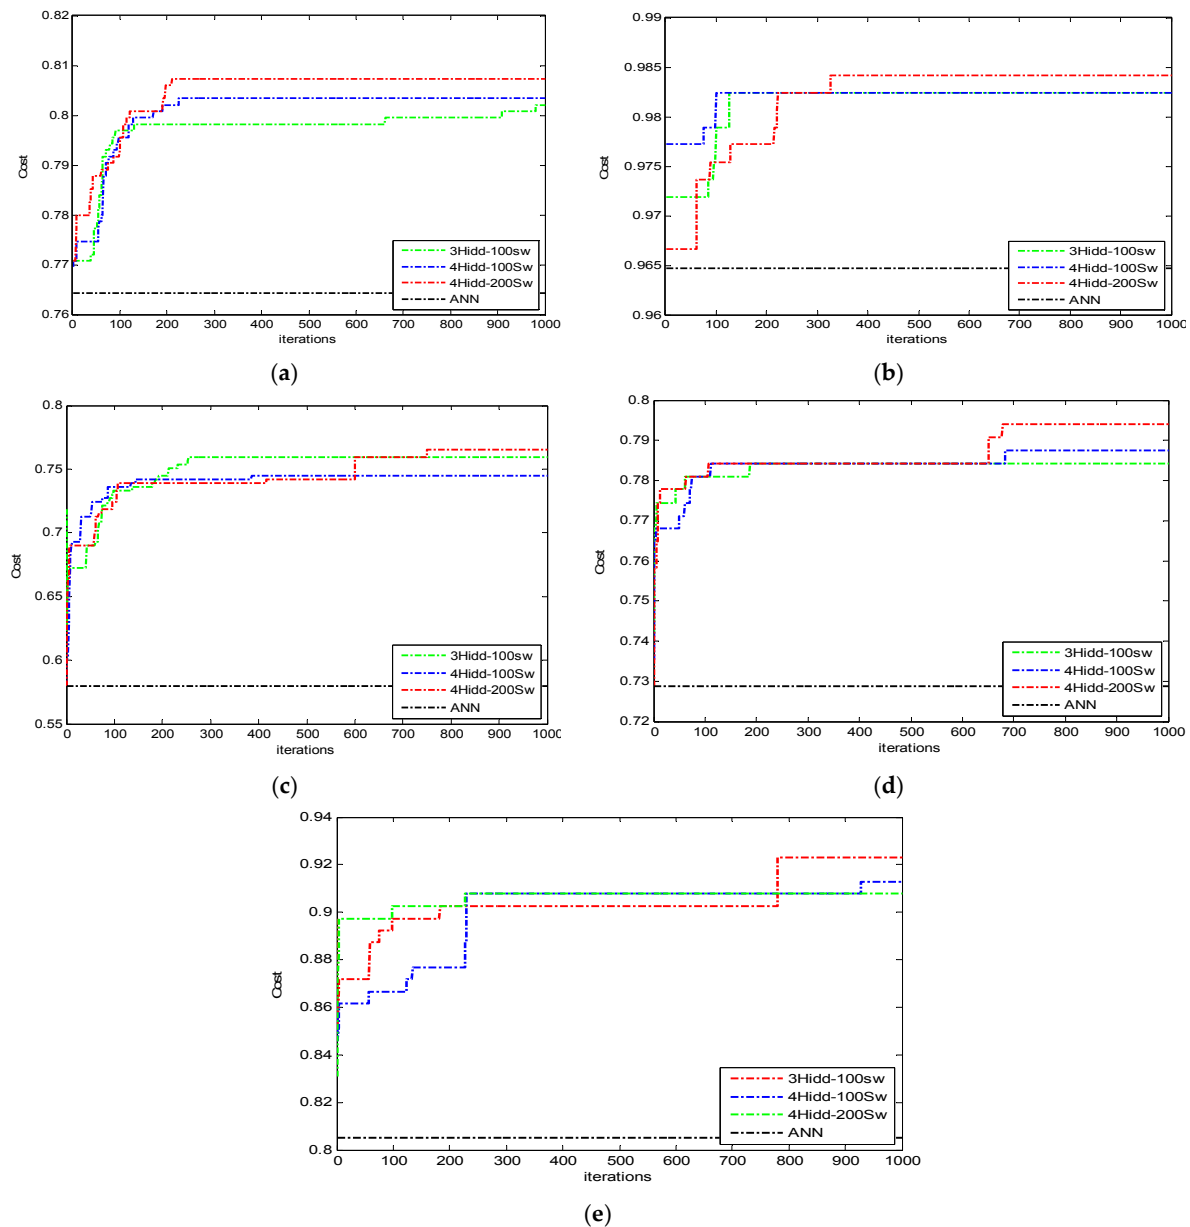 0.82
0.81
0.8
0.79
0.78
0.77
0.76
Cost
3Hidd-100sw
4Hidd-100Sw
4Hidd-200Sw
ANN
0 100 200 300 400 500 600 700 800 900 1000
iterations
(a)
0.99
0.985
0.98
0.975
0.97
0.965
0.96
Cost
3Hidd-100sw
4Hidd-100Sw
4Hidd-200Sw
ANN
0 100 200 300 400 500 600 700 800 900 1000
iterations
(b)
0.8
0.75
0.7
0.65
0.6
0.55
Cost
3Hidd-100sw
4Hidd-100Sw
4Hidd-200Sw
ANN
0 100 200 300 400 500 600 700 800 900 1000
iterations
(c)
0.8
0.79
0.78
0.77
0.76
0.75
0.74
0.73
0.72
Cost
3Hidd-100sw
4Hidd-100Sw
4Hidd-200Sw
ANN
0 100 200 300 400 500 600 700 800 900 1000
iterations
(d)
0.94
0.92
0.9
0.88
0.86
0.84
0.82
0.8
Cost
3Hidd-100sw
4Hidd-100Sw
4Hidd-200Sw
ANN
0 100 200 300 400 500 600 700 800 900 1000
iterations
(e)